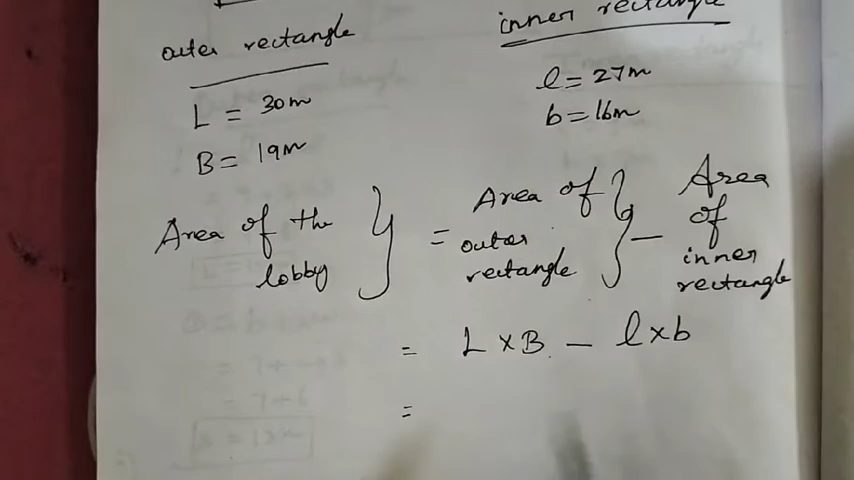 outer rectangle
inner rectangle
L = 30m
B = 19m
l = 27m
b = 16m
Area of the lobby } = Area of outer rectangle } - Area of inner rectangle
= L × B - l × b
=